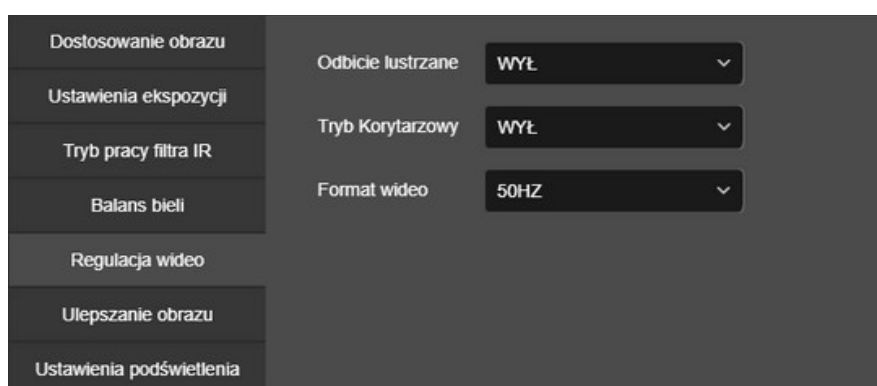 Dostosowanie obrazu
Ustawienia ekspozycji
Tryb pracy filtra IR
Balans bieli
Regulacja wideo
Ulepszanie obrazu
Ustawienia podświetlenia
Odbicie lustrzane WYŁ
Tryb Korytarzowy WYŁ
Format wideo 50HZ